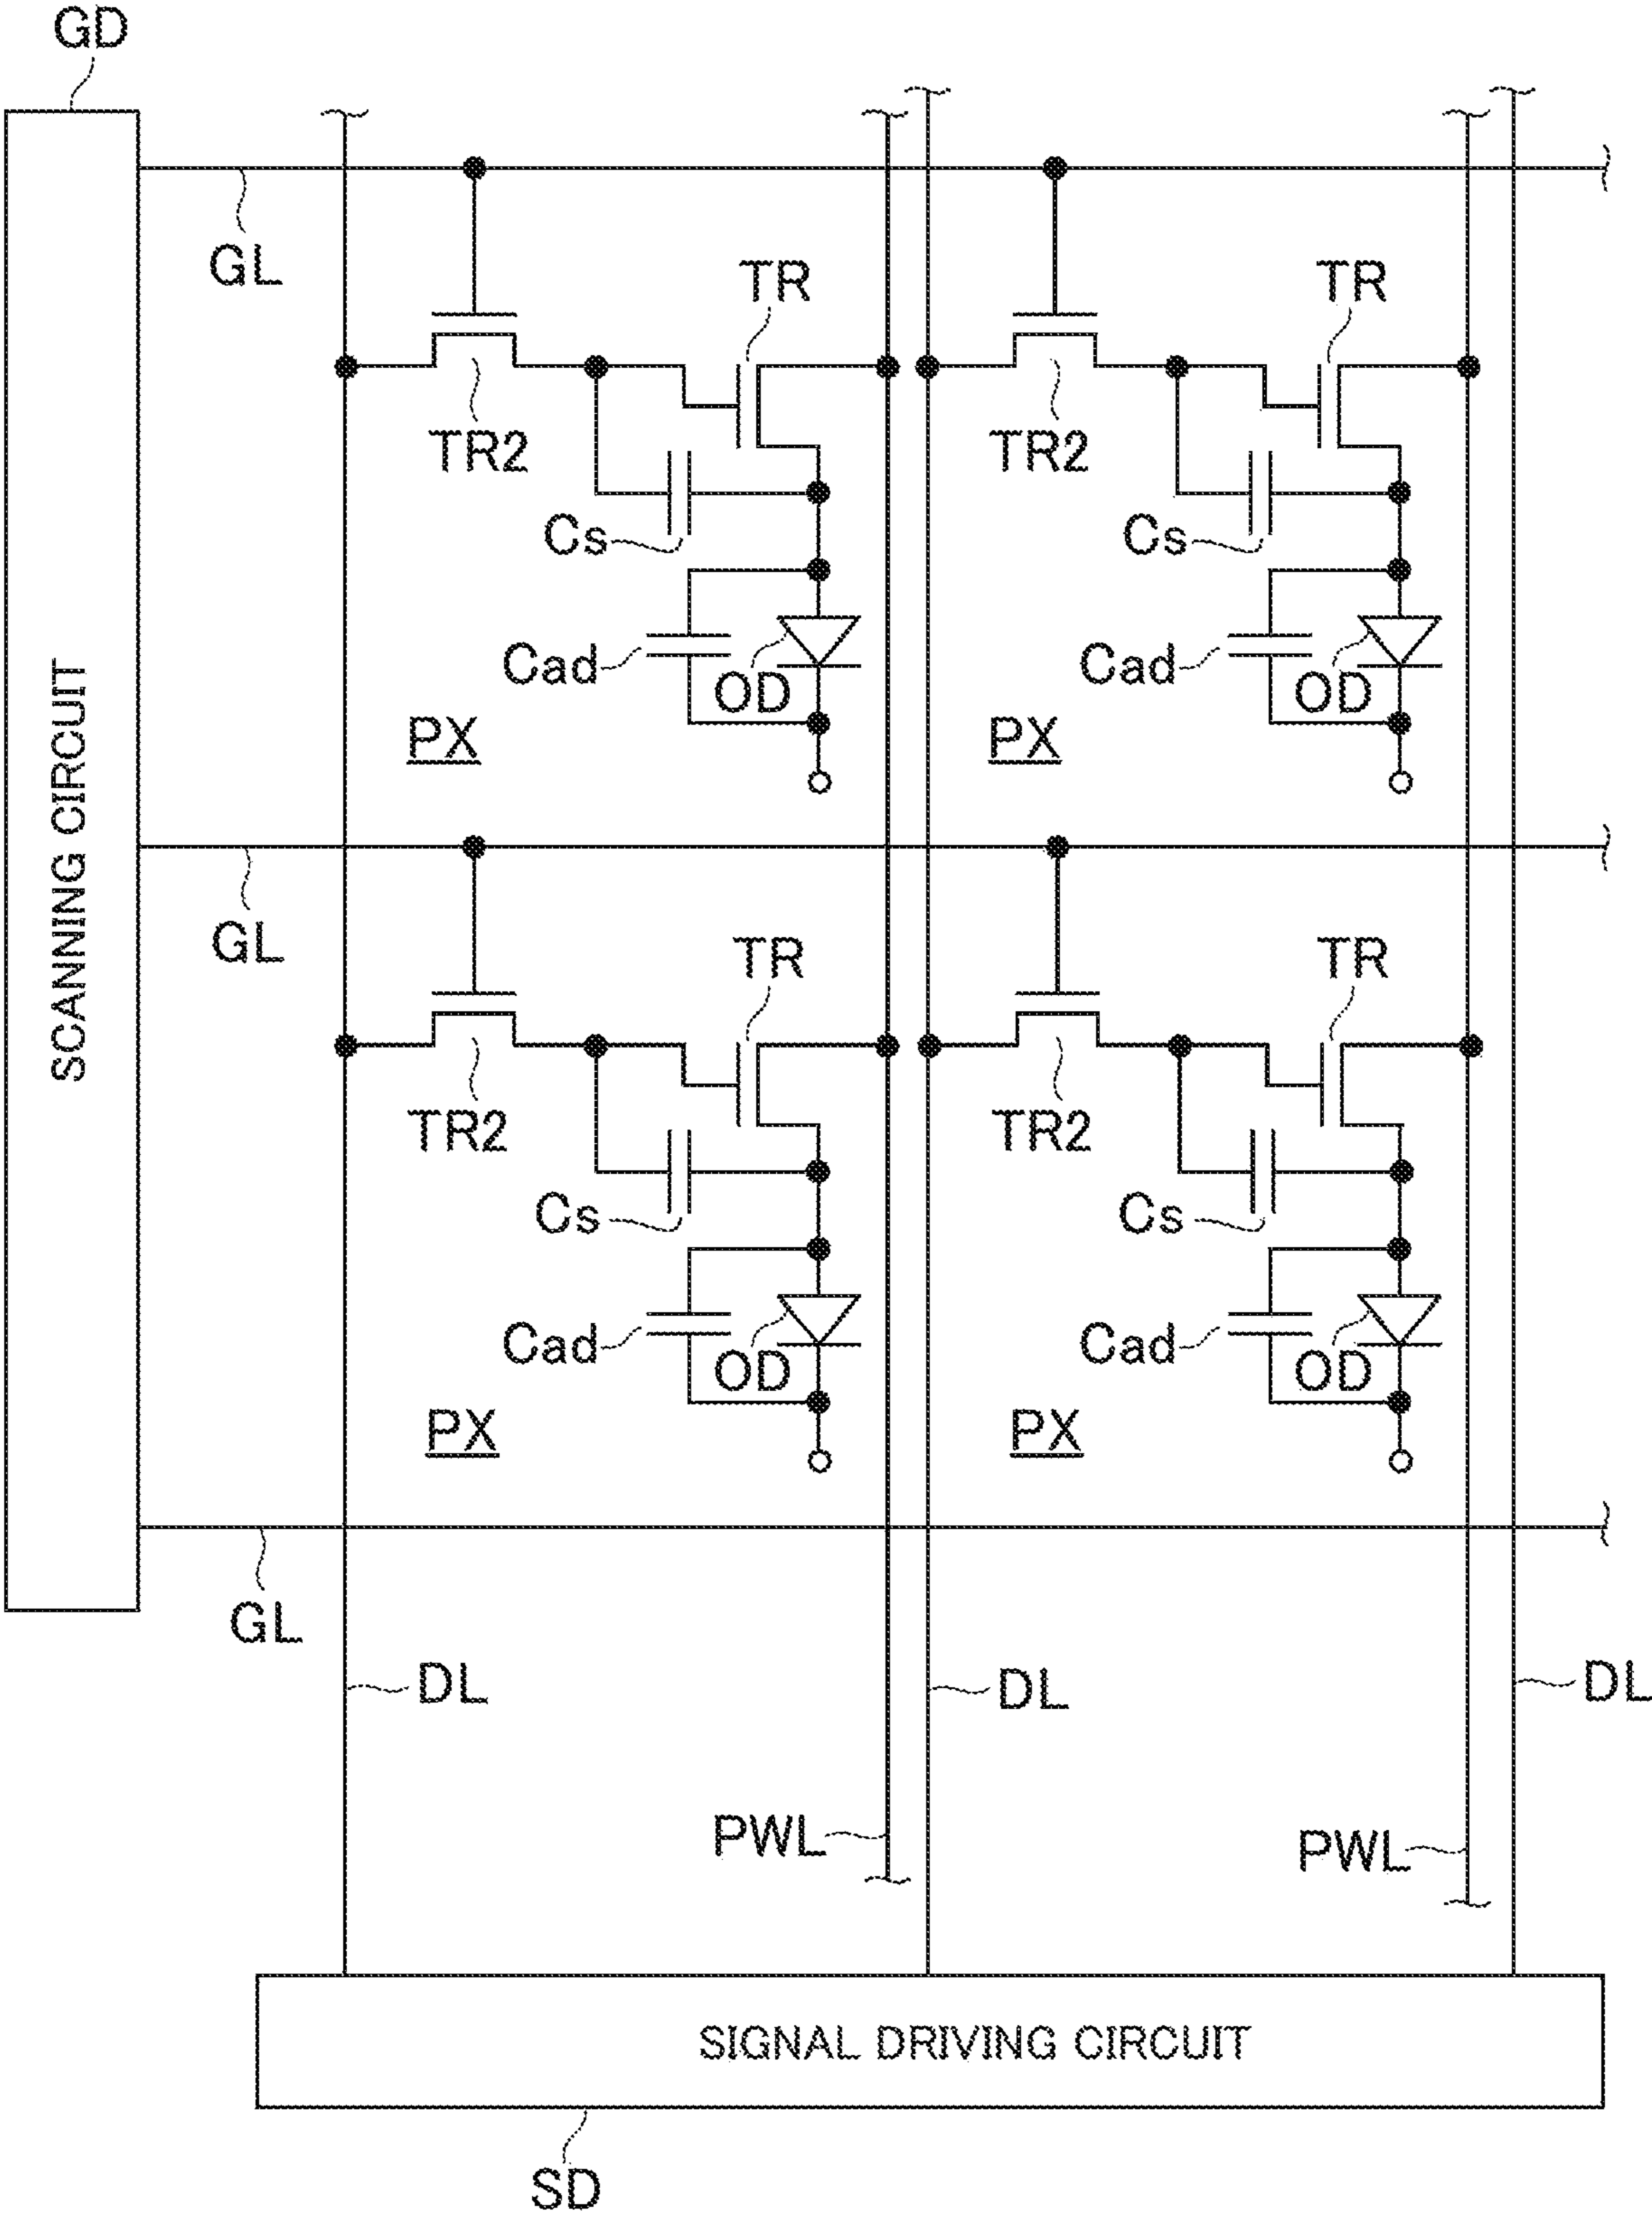 GD
GL
TR
TR
TR2
TR2
Cs
Cs
Cad
OD
Cad
OD
PX
PX
SCANNING CIRCUIT
GL
TR
TR
TR2
TR2
Cs
Cs
Cad
OD
Cad
OD
PX
PX
GL
DL
DL
DL
PWL
PWL
SIGNAL DRIVING CIRCUIT
SD